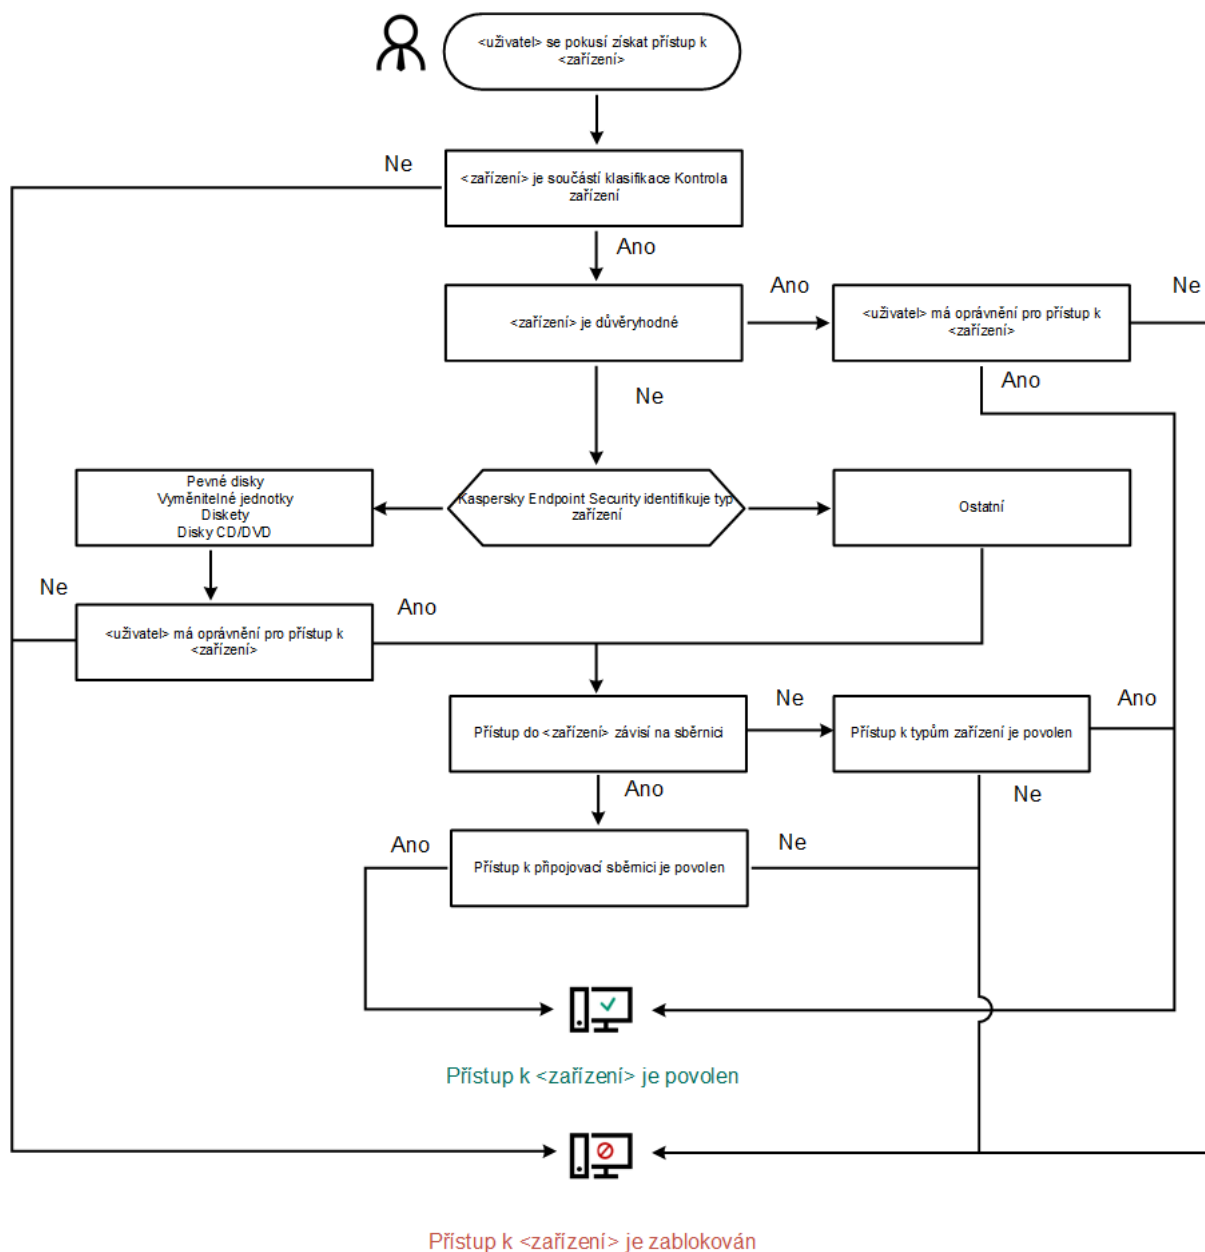 <uživatel> se pokusí získat přístup k
<zařízení>
Ne
<zařízení> je součástí klasifikace Kontrola
zařízení
Ano
<zařízení> je důvěryhodné
Ano
<uživatel> má oprávnění pro přístup k
<zařízení>
Ne
Ne
Ano
Pevné disky
Vyměnitelné jednotky
Diskety
Disky CD/DVD
Kaspersky Endpoint Security identifikuje typ
zařízení
Ostatní
Ne
<uživatel> má oprávnění pro přístup k
<zařízení>
Ano
Přístup do <zařízení> závisí na sběrnici
Ne
Přístup k typům zařízení je povolen
Ano
Ano
Ne
Ano
Přístup k připojovací sběrnici je povolen
Ne
Přístup k <zařízení> je povolen
Přístup k <zařízení> je zablokován